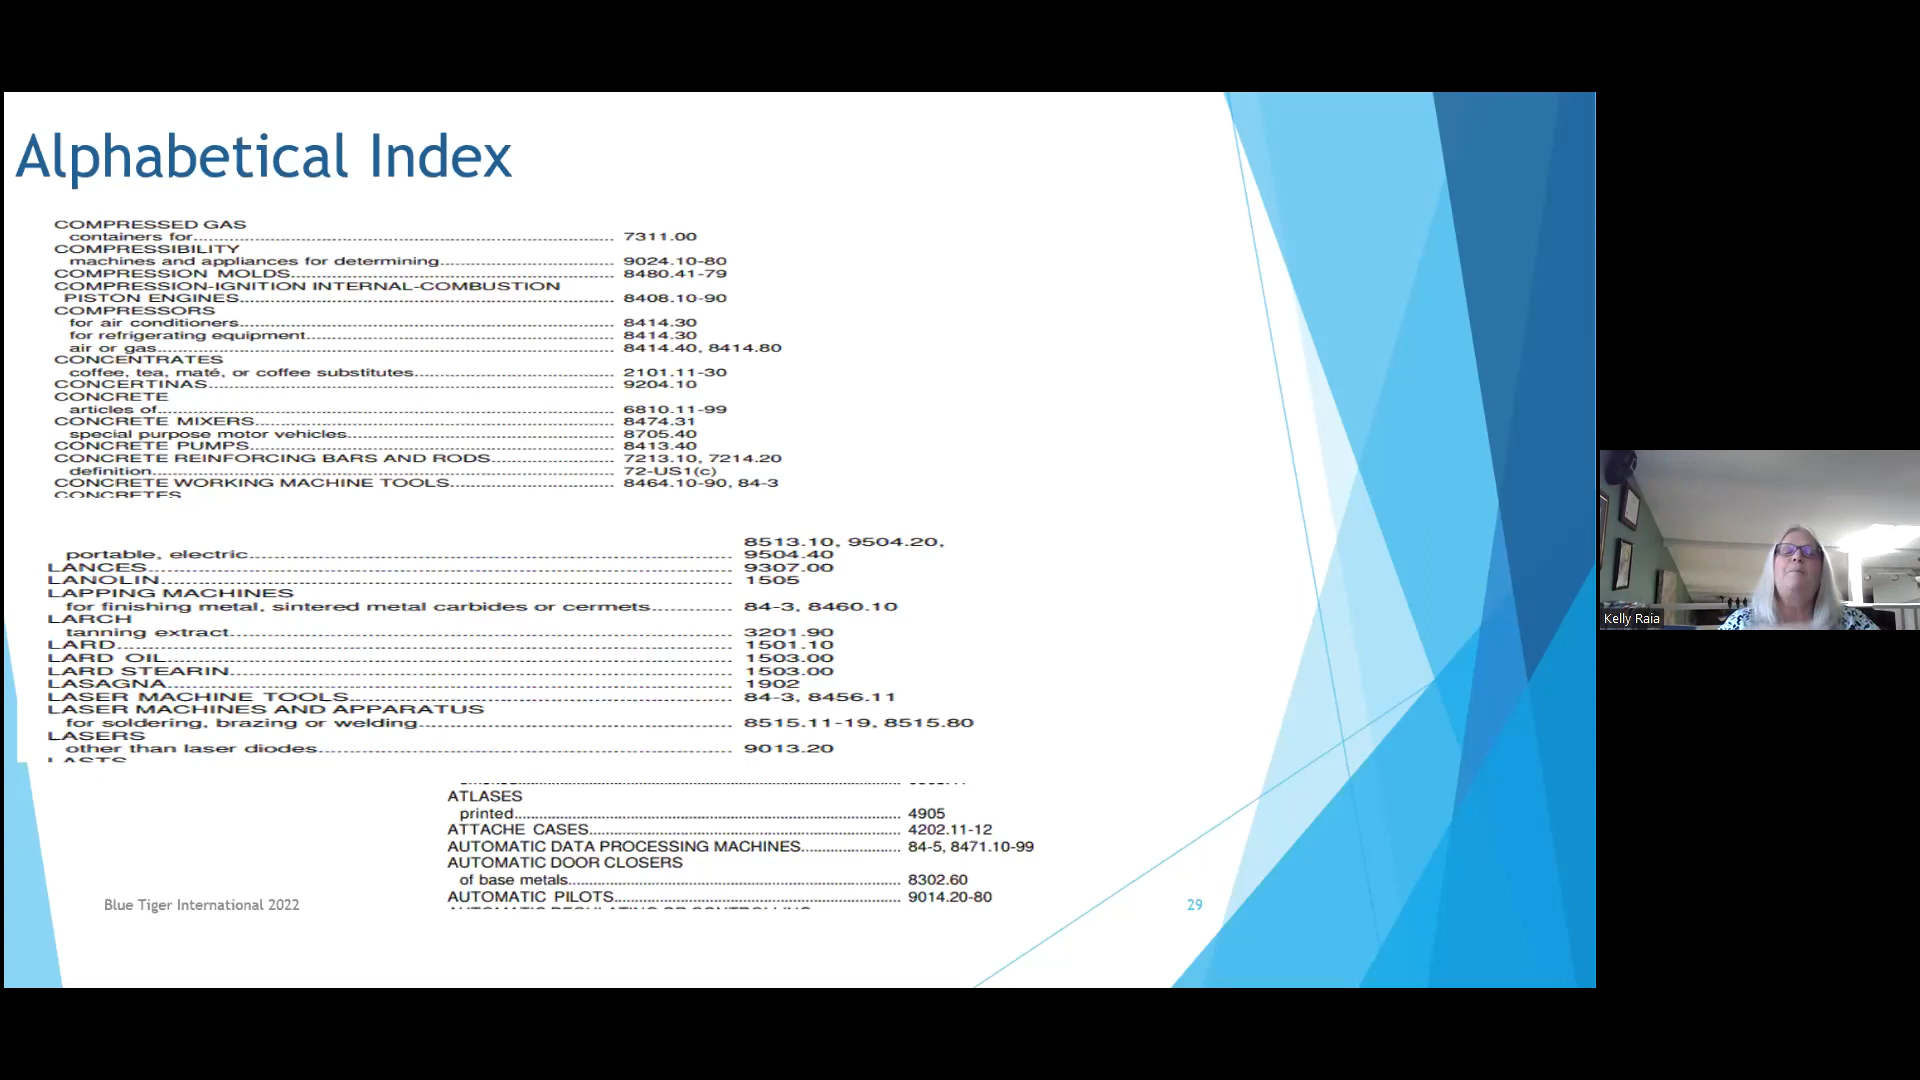 Alphabetical Index
COMPRESSED GAS
containers for 7311.00
COMPRESSIBILITY
machines and appliances for determining 9024.10-80
COMPRESSION MOLDS 8480.41-79
COMPRESSION-IGNITION INTERNAL-COMBUSTION
PISTON ENGINES 8408.10-90
COMPRESSORS
for air conditioners 8414.30
for refrigerating equipment 8414.30
air or gas 8414.40, 8414.80
CONCENTRATES
coffee, tea, maté, or coffee substitutes 2101.11-30
CONCERTINAS 9204.10
CONCRETE
articles of 6810.11-99
CONCRETE MIXERS 8474.31
special purpose motor vehicles 8705.40
CONCRETE PUMPS 8413.40
CONCRETE REINFORCING BARS AND RODS 7213.10, 7214.20
definition 72-US1(c)
CONCRETE WORKING MACHINE TOOLS 8464.10-90, 84-3
CONCRETES
8513.10, 9504.20,
portable, electric 9504.40
LANCES 9307.00
LANOLIN 1505
LAPPING MACHINES
for finishing metal, sintered metal carbides or cermets 84-3, 8460.10
LARCH
tanning extract 3201.90
LARD 1501.10
LARD OIL 1503.00
LARD STEARIN 1503.00
LASAGNA 1902
LASER MACHINE TOOLS 84-3, 8456.11
LASER MACHINES AND APPARATUS
for soldering, brazing or welding 8515.11-19, 8515.80
LASERS
other than laser diodes 9013.20
LASTS
ATLASES
printed 4905
ATTACHE CASES 4202.11-12
AUTOMATIC DATA PROCESSING MACHINES 84-5, 8471.10-99
AUTOMATIC DOOR CLOSERS
of base metals 8302.60
AUTOMATIC PILOTS 9014.20-80
Blue Tiger International 2022
29
Kelly Raia